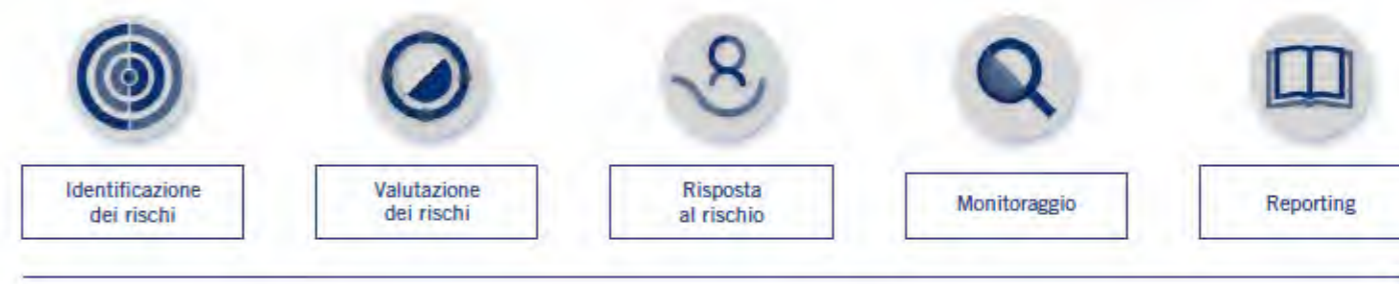 Identificazione
dei rischi
Valutazione
dei rischi
Risposta
al rischio
Monitoraggio
Reporting